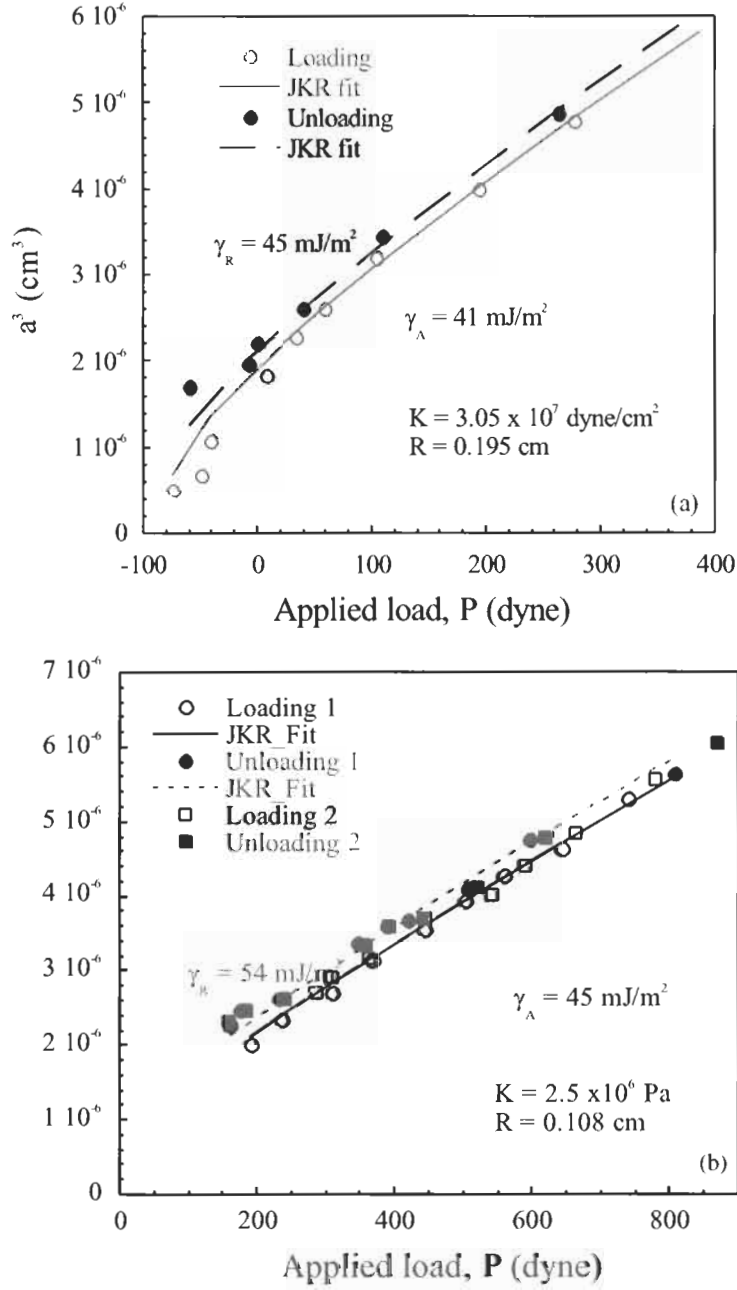 6 10⁻⁶
Loading
JKR fit
5 10⁻⁶
Unloading
JKR fit
4 10⁻⁶
γR = 45 mJ/m²
a³ (cm³)
3 10⁻⁶
γA = 41 mJ/m²
2 10⁻⁶
K = 3.05 x 10⁷ dyne/cm²
1 10⁻⁶
R = 0.195 cm
(a)
0
-100 0 100 200 300 400
Applied load, P (dyne)
7 10⁻⁶
Loading 1
JKR_Fit
6 10⁻⁶
Unloading 1
JKR_Fit
Loading 2
5 10⁻⁶
Unloading 2
4 10⁻⁶
3 10⁻⁶
γR = 54 mJ/m²
γA = 45 mJ/m²
2 10⁻⁶
K = 2.5 x10⁶ Pa
1 10⁻⁶
R = 0.108 cm
(b)
0
0 200 400 600 800
Applied load, P (dyne)